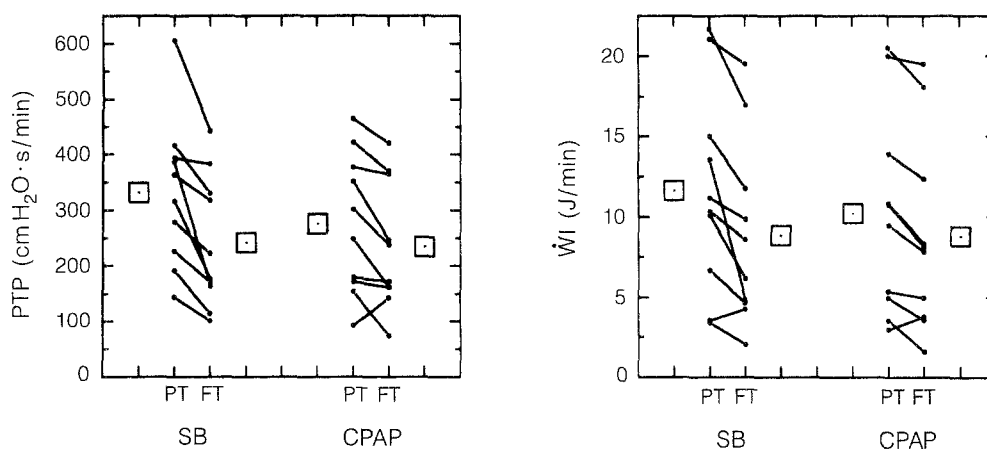 PTP (cm H₂O· s/min)
600
500
400
300
200
100
0
PT FT
PT FT
SB
CPAP
ẆI (J/min)
20
15
10
5
0
PT FT
PT FT
SB
CPAP